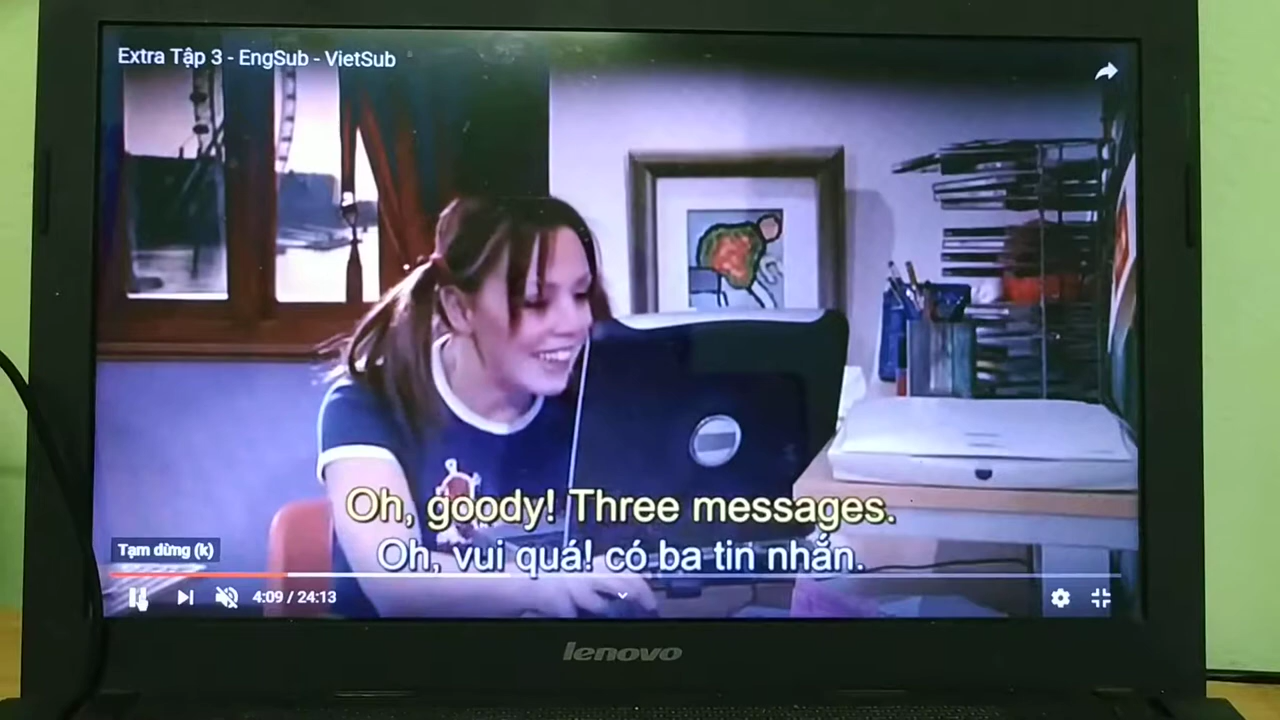 Extra Tập 3 - EngSub - VietSub
Oh, goody! Three messages.
Oh, vui quá! có ba tin nhắn.
Tạm dừng (k)
4:09 / 24:13
lenovo